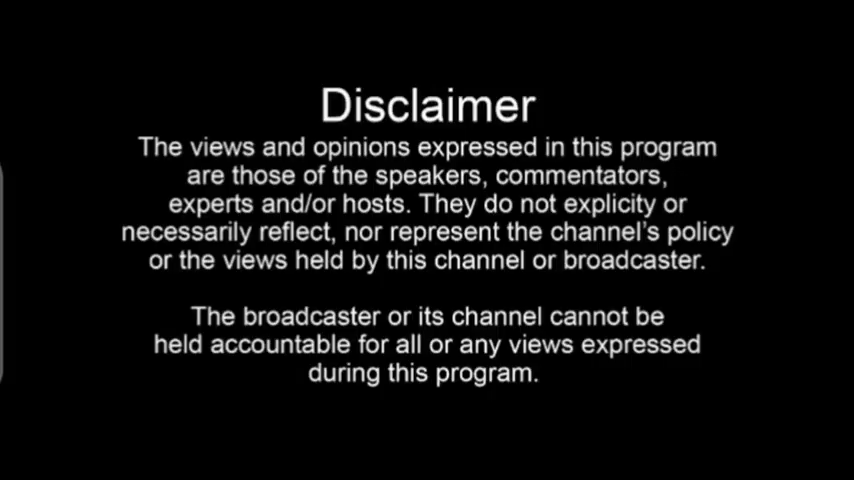 Disclaimer
The views and opinions expressed in this program
are those of the speakers, commentators,
experts and/or hosts. They do not explicity or
necessarily reflect, nor represent the channel's policy
or the views held by this channel or broadcaster.
The broadcaster or its channel cannot be
held accountable for all or any views expressed
during this program.